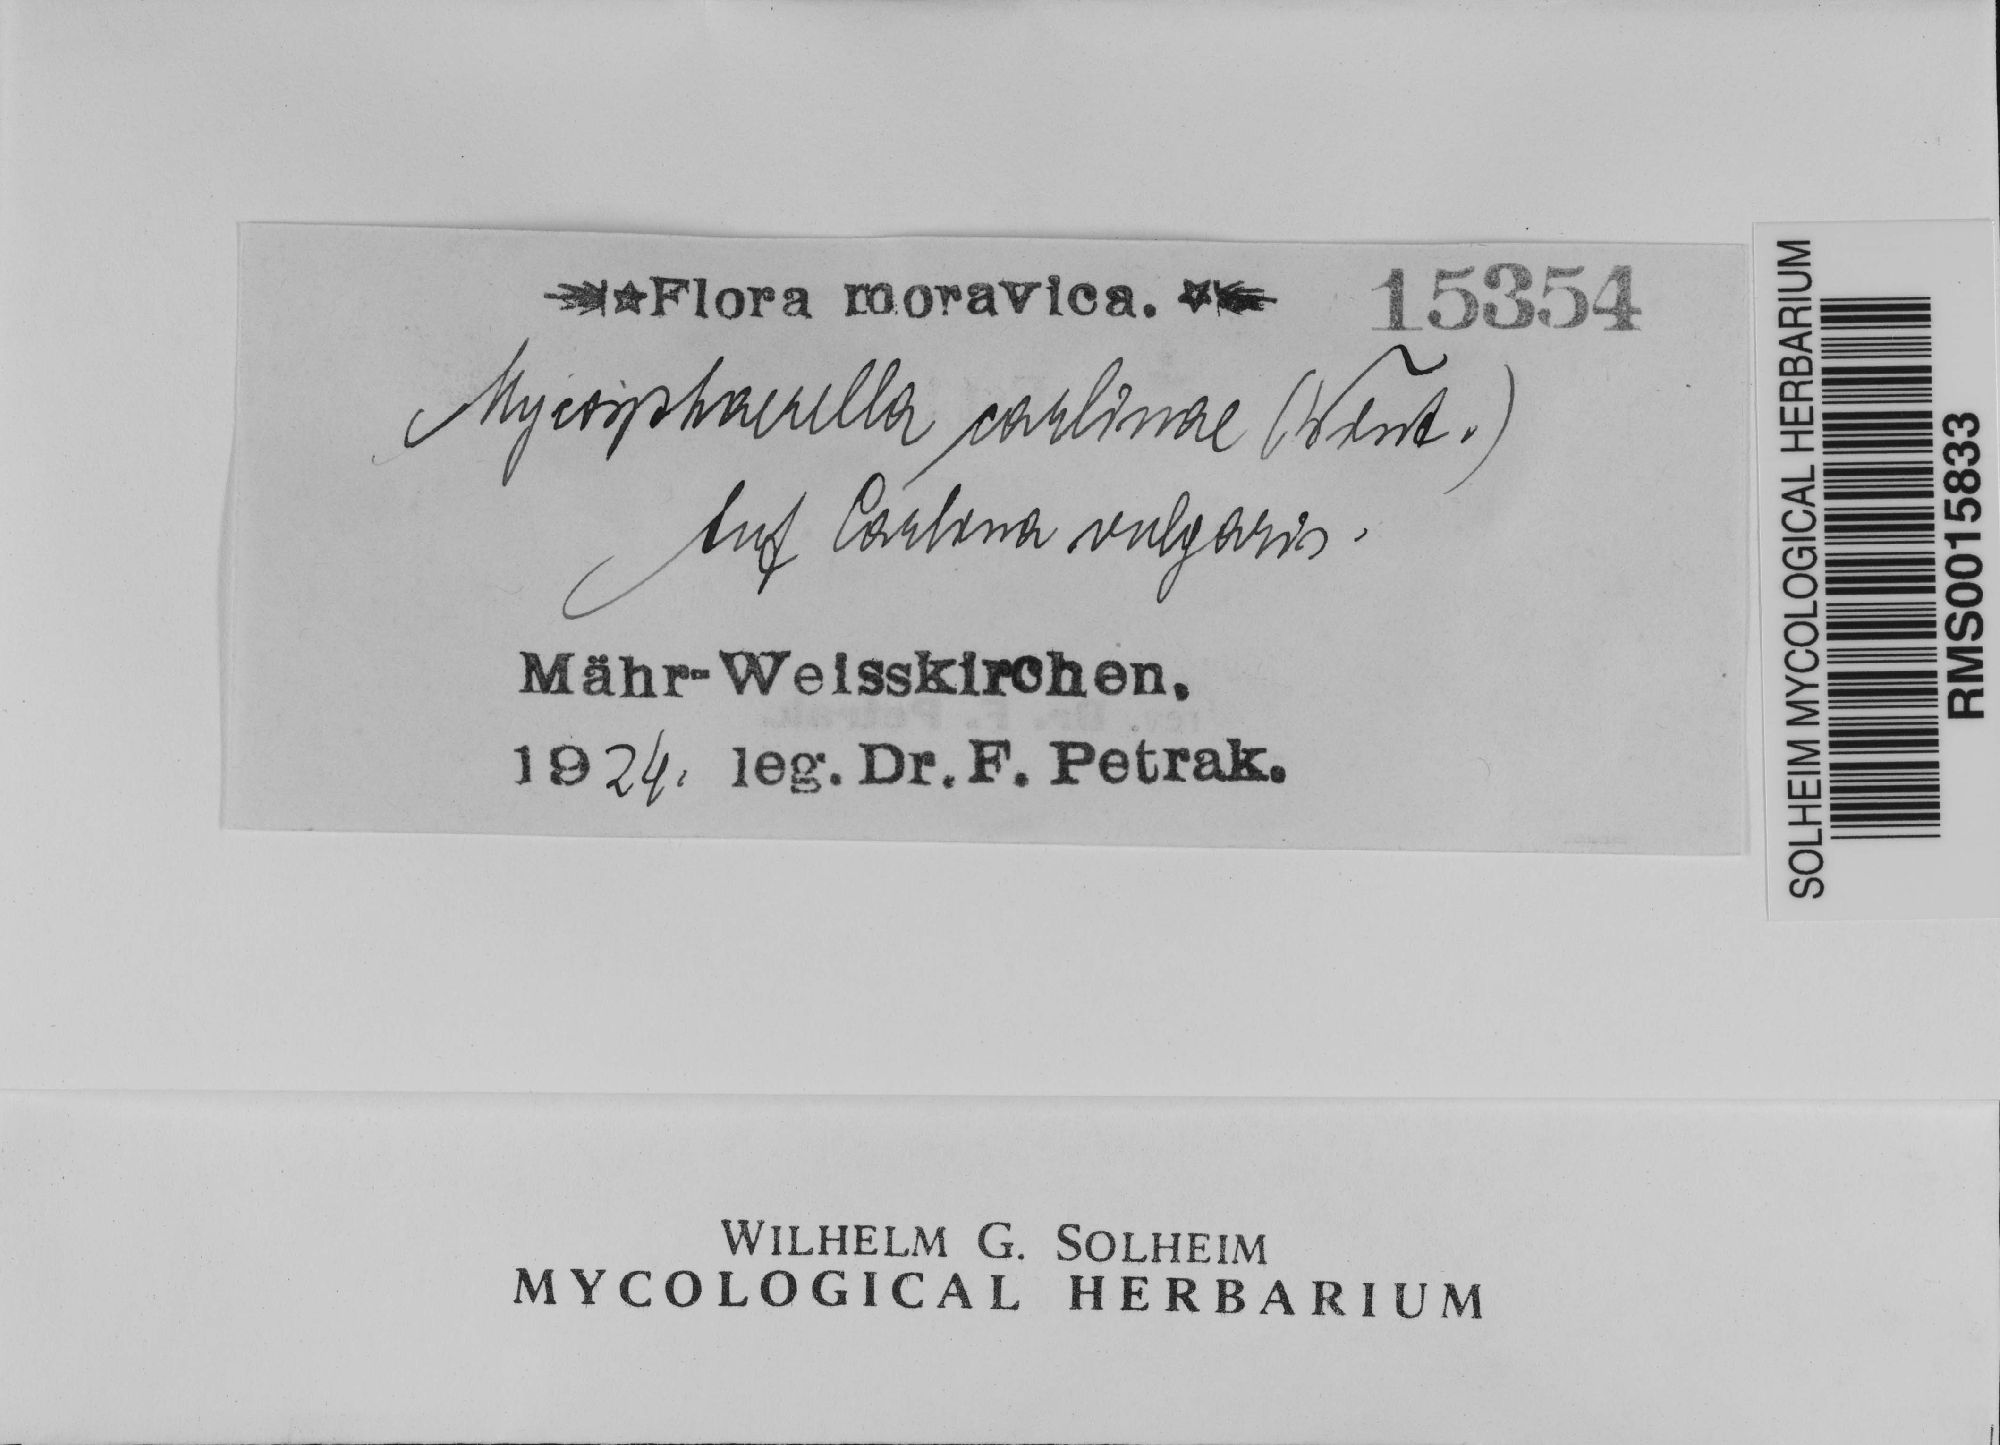 Flora moravica. 15354
Mycosphaerella carlinae (Wint.)
Auf Carlina vulgaris.
Mähr-Weisskirchen.
1924. leg. Dr. F. Petrak.
SOLHEIM MYCOLOGICAL HERBARIUM
RMS0015833
WILHELM G. SOLHEIM
MYCOLOGICAL HERBARIUM